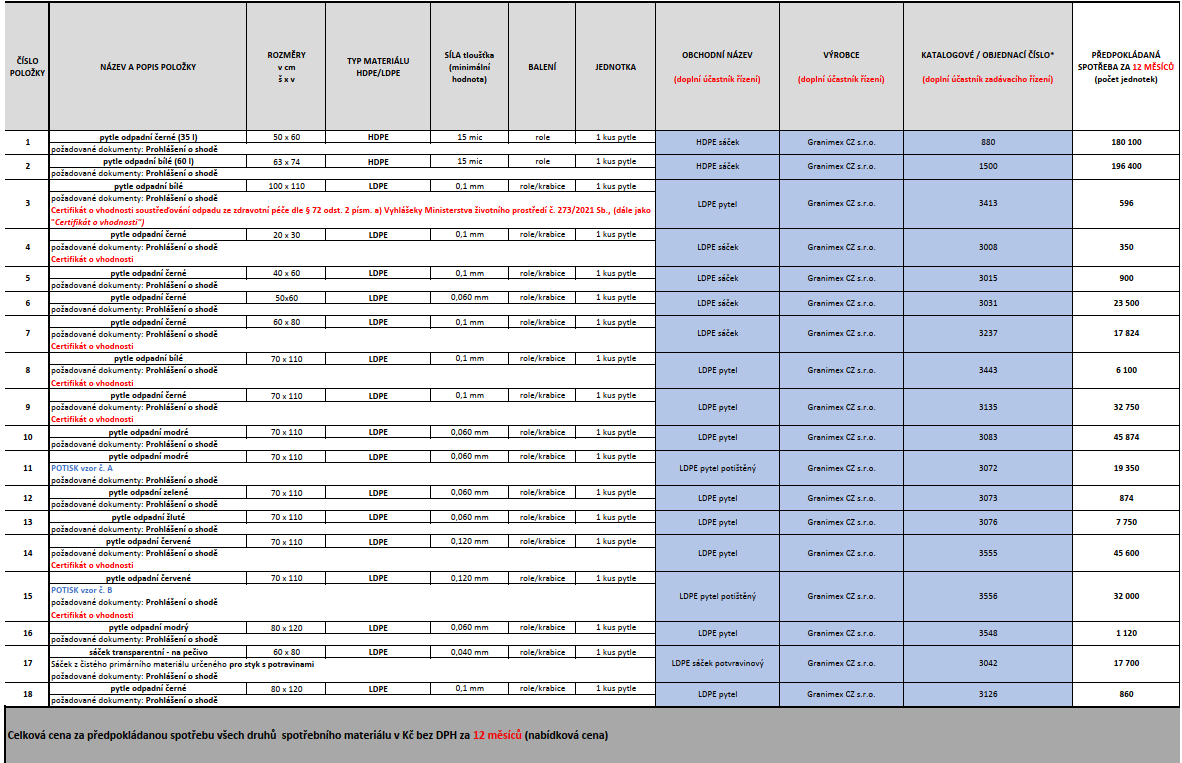 ČÍSLO POLOŽKY NÁZEV A POPIS POLOŽKY ROZMĚRY v cm š x v TYP MATERIÁLU HDPE/LDPE SÍLA tloušťka (minimální hodnota) BALENÍ JEDNOTKA OBCHODNÍ NÁZEV (doplní účastník řízení) VÝROBCE (doplní účastník řízení) KATALOGOVÉ / OBJEDNACÍ ČÍSLO* (doplní účastník zadávacího řízení) PŘEDPOKLÁDANÁ SPOTŘEBA ZA 12 MĚSÍCŮ (počet jednotek)
1 pytle odpadní černé (35 l) 50 x 60 HDPE 15 mic role 1 kus pytle HDPE sáček Granimex CZ s.r.o. 880 180 100
požadované dokumenty: Prohlášení o shodě
2 pytle odpadní bílé (60 l) 63 x 74 HDPE 15 mic role 1 kus pytle HDPE sáček Granimex CZ s.r.o. 1500 196 400
požadované dokumenty: Prohlášení o shodě
3 pytle odpadní bílé 100 x 110 LDPE 0,1 mm role/krabice 1 kus pytle LDPE pytel Granimex CZ s.r.o. 3413 596
požadované dokumenty: Prohlášení o shodě
Certifikát o vhodnosti soustřeďování odpadu ze zdravotní péče dle § 72 odst. 2 písm. a) Vyhlášeky Ministerstva životního prostředí č. 273/2021 Sb., (dále jako
"Certifikát o vhodnosti")
4 pytle odpadní černé 20 x 30 LDPE 0,1 mm role/krabice 1 kus pytle LDPE sáček Granimex CZ s.r.o. 3008 350
požadované dokumenty: Prohlášení o shodě
Certifikát o vhodnosti
5 pytle odpadní černé 40 x 60 LDPE 0,1 mm role/krabice 1 kus pytle LDPE sáček Granimex CZ s.r.o. 3015 900
požadované dokumenty: Prohlášení o shodě
6 pytle odpadní černé 50x60 LDPE 0,060 mm role/krabice 1 kus pytle LDPE sáček Granimex CZ s.r.o. 3031 23 500
požadované dokumenty: Prohlášení o shodě
7 pytle odpadní černé 60 x 80 LDPE 0,1 mm role/krabice 1 kus pytle LDPE sáček Granimex CZ s.r.o. 3237 17 824
požadované dokumenty: Prohlášení o shodě
Certifikát o vhodnosti
8 pytle odpadní bílé 70 x 110 LDPE 0,1 mm role/krabice 1 kus pytle LDPE pytel Granimex CZ s.r.o. 3443 6 100
požadované dokumenty: Prohlášení o shodě
Certifikát o vhodnosti
9 pytle odpadní černé 70 x 110 LDPE 0,1 mm role/krabice 1 kus pytle LDPE pytel Granimex CZ s.r.o. 3135 32 750
požadované dokumenty: Prohlášení o shodě
Certifikát o vhodnosti
10 pytle odpadní modré 70 x 110 LDPE 0,060 mm role/krabice 1 kus pytle LDPE pytel Granimex CZ s.r.o. 3083 45 874
požadované dokumenty: Prohlášení o shodě
11 pytle odpadní modré 70 x 110 LDPE 0,060 mm role/krabice 1 kus pytle LDPE pytel potištěný Granimex CZ s.r.o. 3072 19 350
POTISK vzor č. A
požadované dokumenty: Prohlášení o shodě
12 pytle odpadní zelené 70 x 110 LDPE 0,060 mm role/krabice 1 kus pytle LDPE pytel Granimex CZ s.r.o. 3073 874
požadované dokumenty: Prohlášení o shodě
13 pytle odpadní žluté 70 x 110 LDPE 0,060 mm role/krabice 1 kus pytle LDPE pytel Granimex CZ s.r.o. 3076 7 750
požadované dokumenty: Prohlášení o shodě
14 pytle odpadní červené 70 x 110 LDPE 0,120 mm role/krabice 1 kus pytle LDPE pytel Granimex CZ s.r.o. 3555 45 600
požadované dokumenty: Prohlášení o shodě
Certifikát o vhodnosti
15 pytle odpadní červené 70 x 110 LDPE 0,120 mm role/krabice 1 kus pytle LDPE pytel potištěný Granimex CZ s.r.o. 3556 32 000
POTISK vzor č. B
požadované dokumenty: Prohlášení o shodě
Certifikát o vhodnosti
16 pytle odpadní modrý 80 x 120 LDPE 0,060 mm role/krabice 1 kus pytle LDPE pytel Granimex CZ s.r.o. 3548 1 120
požadované dokumenty: Prohlášení o shodě
17 sáček transparentní - na pečivo 60 x 80 LDPE 0,040 mm role/krabice 1 kus pytle LDPE sáček potvravinový Granimex CZ s.r.o. 3042 17 700
Sáček z čistého primárního materiálu určeného pro styk s potravinami
požadované dokumenty: Prohlášení o shodě
18 pytle odpadní černé 80 x 120 LDPE 0,1 mm role/krabice 1 kus pytle LDPE pytel Granimex CZ s.r.o. 3126 860
požadované dokumenty: Prohlášení o shodě
Celková cena za předpokládanou spotřebu všech druhů spotřebního materiálu v Kč bez DPH za 12 měsíců (nabídková cena)